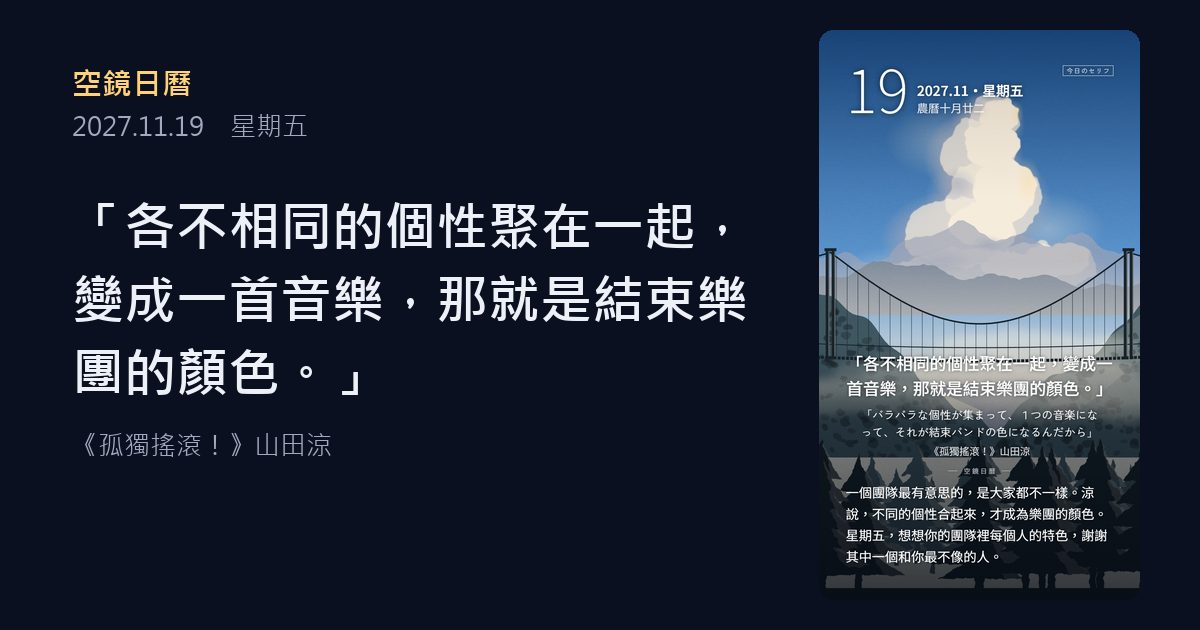 空鏡日曆
2027.11.19 星期五
「各不相同的個性聚在一起，
變成一首音樂，那就是結束樂
團的顏色。」
《孤獨搖滾！》山田涼
19
2027.11・星期五
農曆十月廿二
今日のセリフ
「各不相同的個性聚在一起，變成一
首音樂，那就是結束樂團的顏色。」
「バラバラな個性が集まって、１つの音楽にな
って、それが結束バンドの色になるんだから」
《孤獨搖滾！》山田涼
空鏡日曆
一個團隊最有意思的，是大家都不一樣。涼
說，不同的個性合起來，才成為樂團的顏色。
星期五，想想你的團隊裡每個人的特色，謝謝
其中一個和你最不像的人。